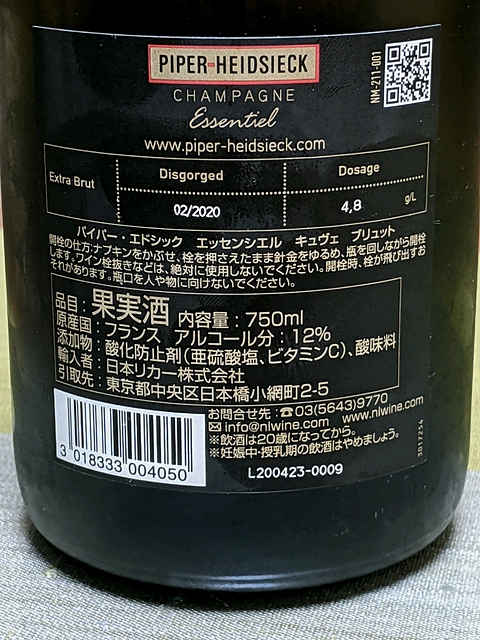 PIPER-HEIDSIECK
CHAMPAGNE
Essentiel
www.piper-heidsieck.com
NM-211-001
Extra Brut
Disgorged
Dosage
02/2020
4,8 g/L
パイパー・エドシック エッセンシエル キュヴェ ブリュット
開栓の仕方:ナプキンをかぶせ、栓を押さえたまま針金をゆるめ、瓶を回しながら開栓
します。ワイン栓抜きなどは、絶対に使用しないでください。開栓時、栓が飛び出すお
それがあります。瓶口を人や物に向けないでください。
品目:果実酒 内容量:750ml
原産国:フランス アルコール分:12%
添加物:酸化防止剤(亜硫酸塩、ビタミンC)、酸味料
輸入者:日本リカー株式会社
引取先:東京都中央区日本橋小網町2-5
お問合せ先:☎03(5643)9770
✉info@nlwine.com www.nlwine.com
※飲酒は20歳になってから。
※妊娠中・授乳期の飲酒はやめましょう。
3 018333 004050
L200423-0009
3017254